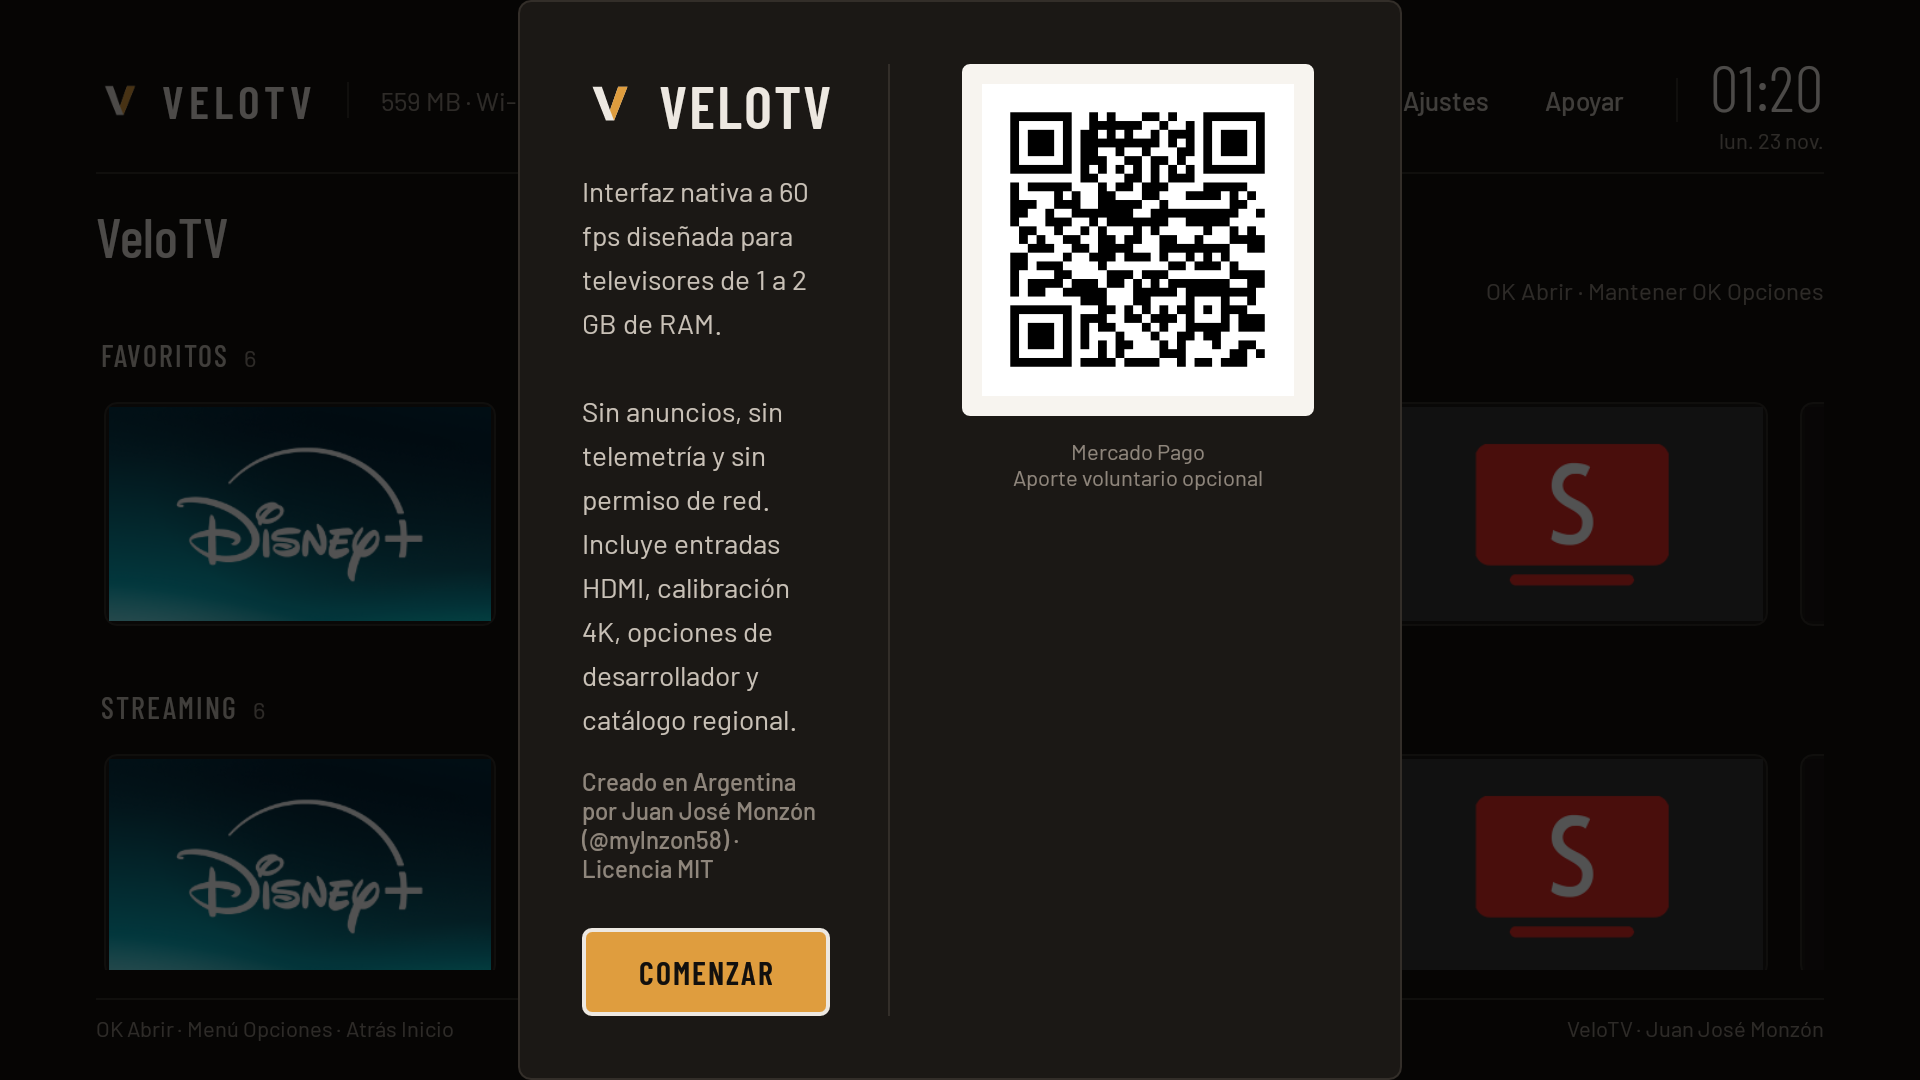 VELOTV
559 MB · Wi-
Ajustes
Apoyar
01:20
lun. 23 nov.
VeloTV
OK Abrir · Mantener OK Opciones
FAVORITOS 6
Disney+
S
STREAMING 6
Disney+
S
OK Abrir · Menú Opciones · Atrás Inicio
VeloTV · Juan José Monzón
VELOTV
Interfaz nativa a 60
fps diseñada para
televisores de 1 a 2
GB de RAM.
Sin anuncios, sin
telemetría y sin
permiso de red.
Incluye entradas
HDMI, calibración
4K, opciones de
desarrollador y
catálogo regional.
Creado en Argentina
por Juan José Monzón
(@mylnzon58) ·
Licencia MIT
COMENZAR
Mercado Pago
Aporte voluntario opcional